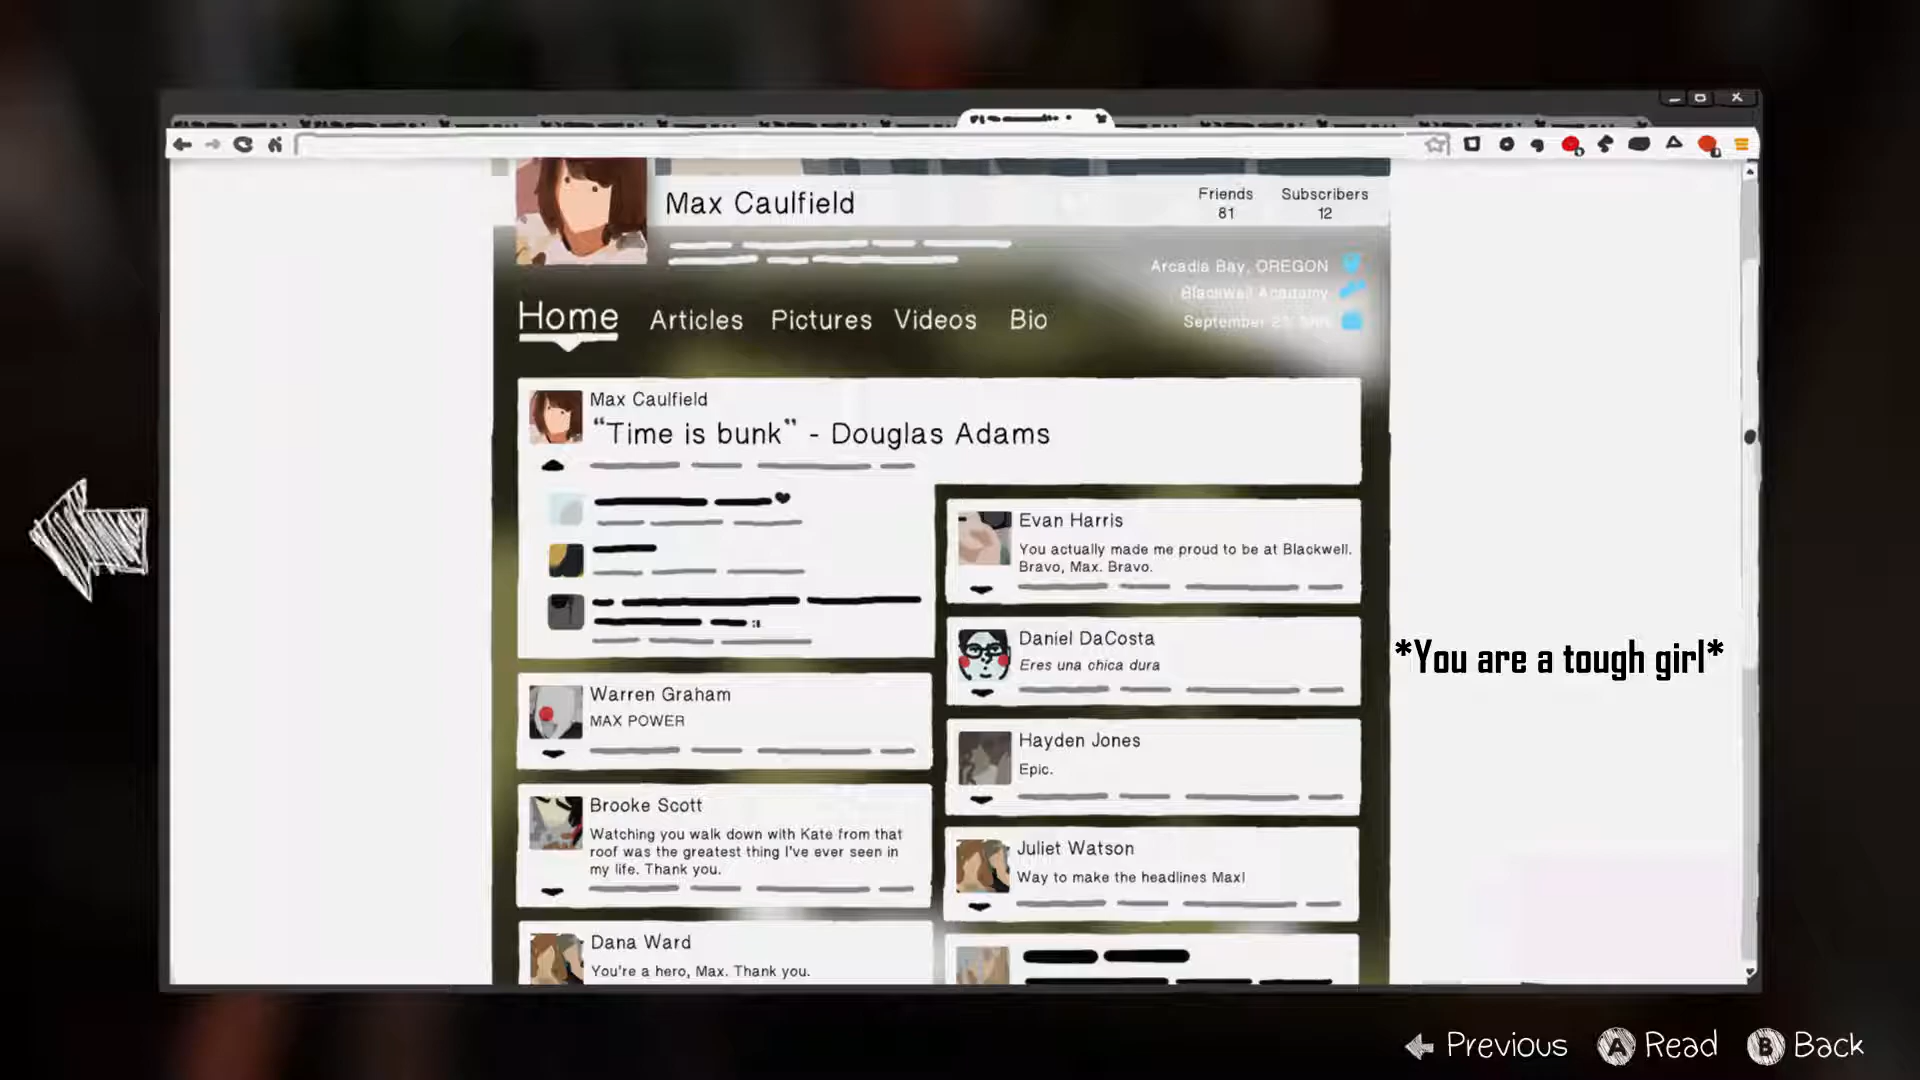 Max Caulfield
Friends
81
Subscribers
12
Arcadia Bay, OREGON
Blackwell Academy
September
Home
Articles
Pictures
Videos
Bio
Max Caulfield
“Time is bunk” - Douglas Adams
Warren Graham
MAX POWER
Brooke Scott
Watching you walk down with Kate from that
roof was the greatest thing I've ever seen in
my life. Thank you.
Dana Ward
You're a hero, Max. Thank you.
Evan Harris
You actually made me proud to be at Blackwell.
Bravo, Max. Bravo.
Daniel DaCosta
Eres una chica dura
*You are a tough girl*
Hayden Jones
Epic.
Juliet Watson
Way to make the headlines Max!
Previous
A Read
B Back